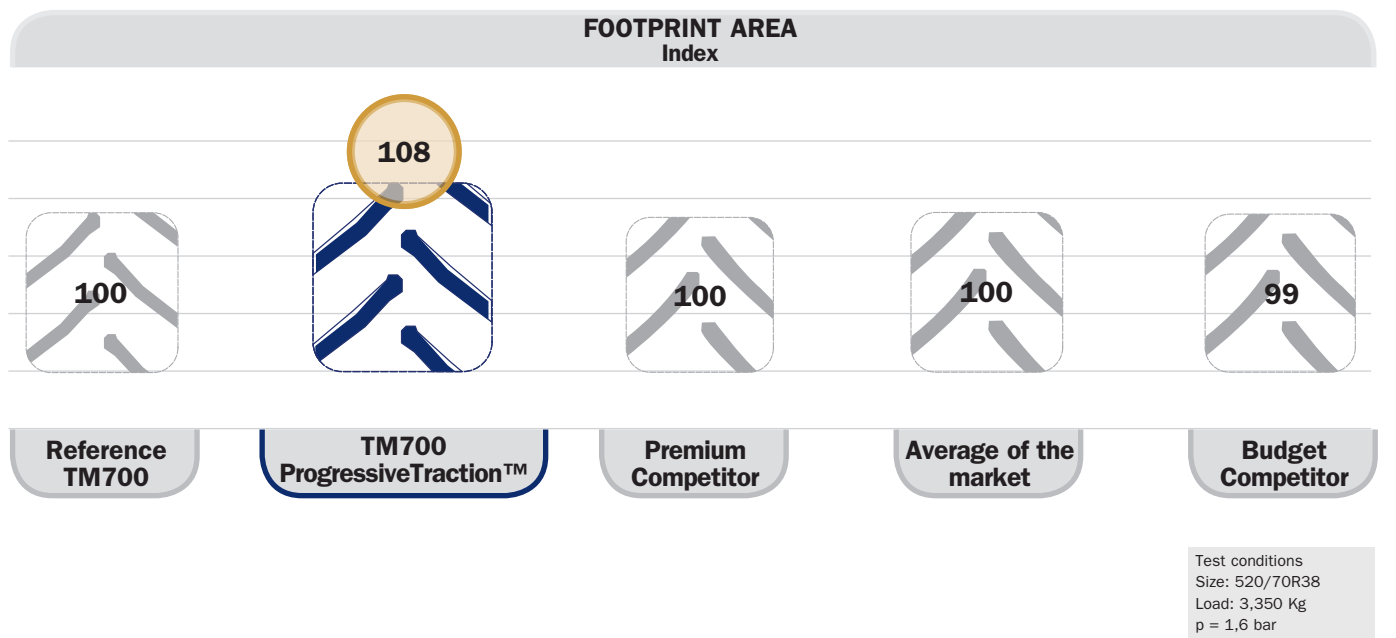 FOOTPRINT AREA
Index
108
100
100
100
99
Reference
TM700
TM700
ProgressiveTraction™
Premium
Competitor
Average of the
market
Budget
Competitor
Test conditions
Size: 520/70R38
Load: 3,350 Kg
p = 1,6 bar